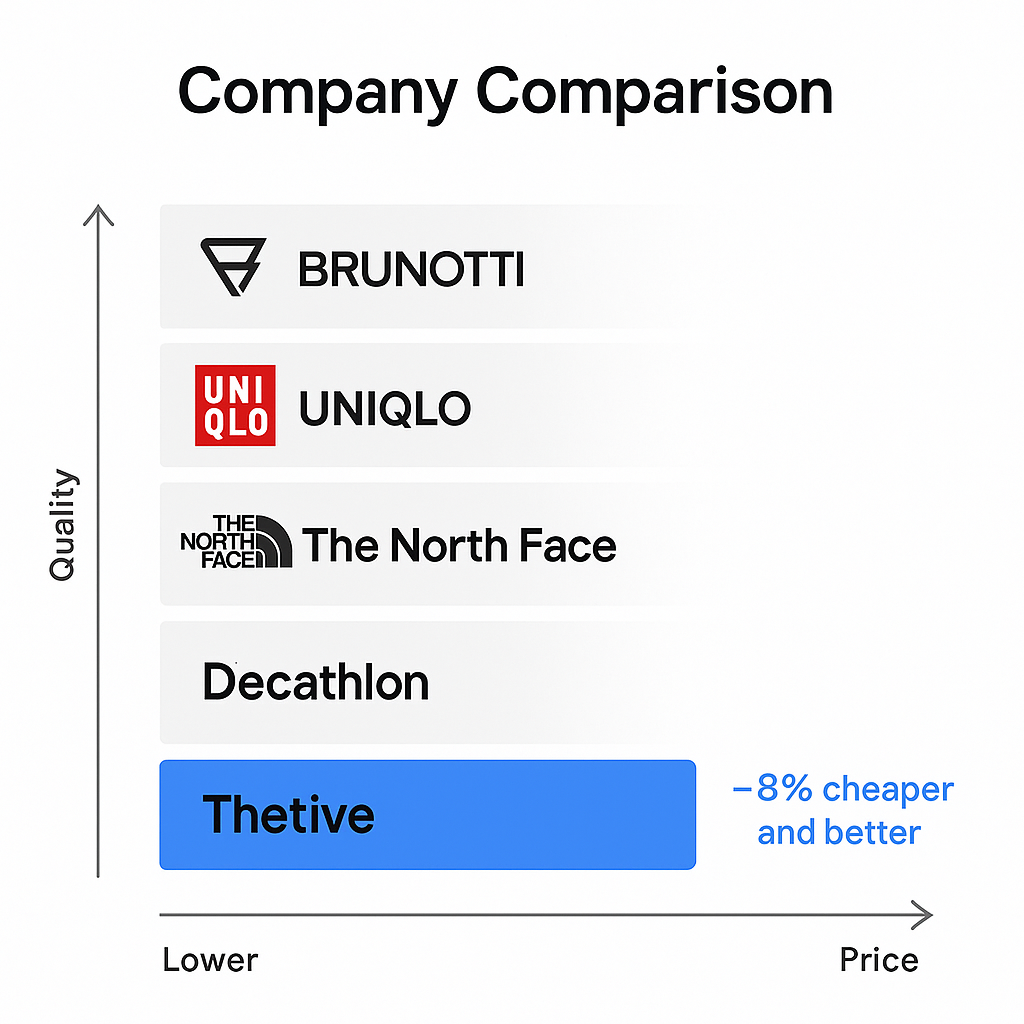 Company Comparison
BRUNOTTI
UNI
QLO
UNIQLO
THE
NORTH
FACE
The North Face
Decathlon
Thetive
–8% cheaper
and better
Quality
Lower
Price